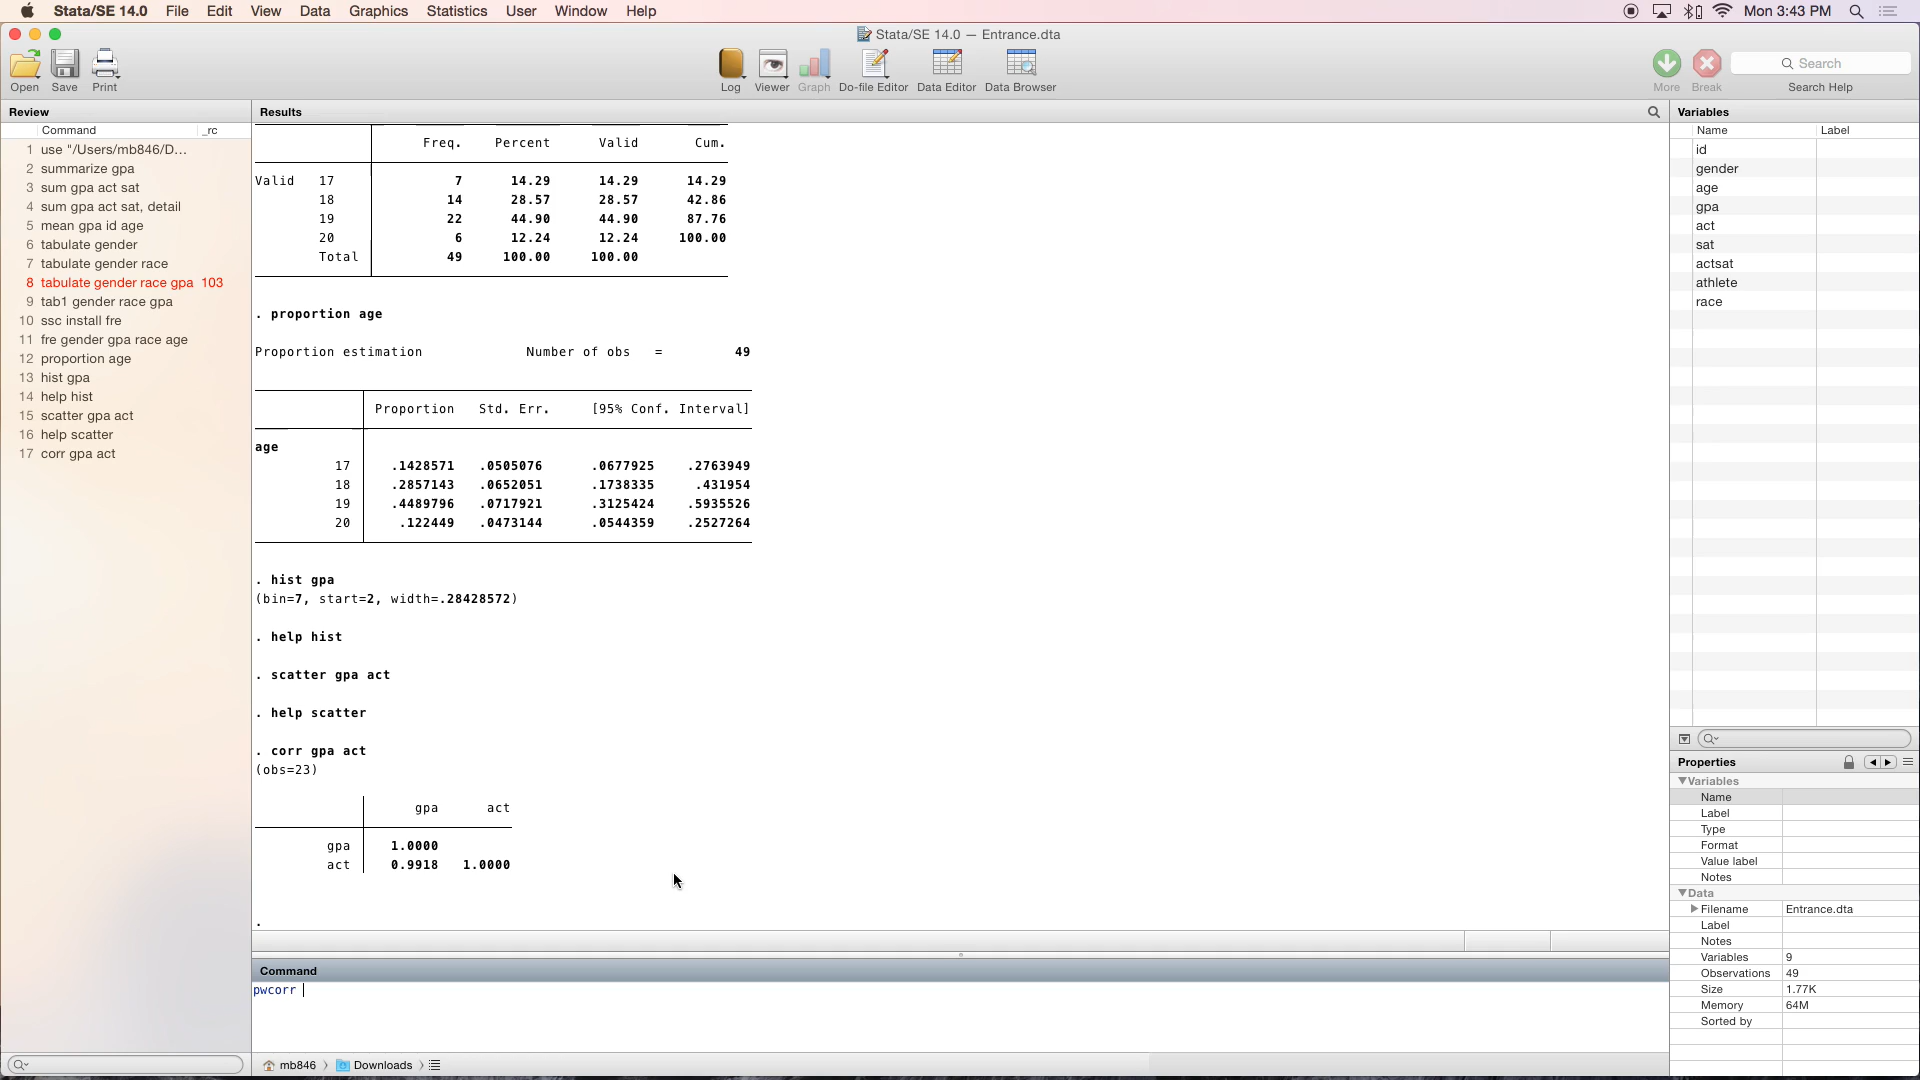 Stata/SE 14.0 File Edit View Data Graphics Statistics User Window Help Mon 3:43 PM
Stata/SE 14.0 — Entrance.dta
Open Save Print Log Viewer Graph Do-file Editor Data Editor Data Browser More Break Search
Search Help
Review
Command _rc
1 use "/Users/mb846/D...
2 summarize gpa
3 sum gpa act sat
4 sum gpa act sat, detail
5 mean gpa id age
6 tabulate gender
7 tabulate gender race
8 tabulate gender race gpa 103
9 tab1 gender race gpa
10 ssc install fre
11 fre gender gpa race age
12 proportion age
13 hist gpa
14 help hist
15 scatter gpa act
16 help scatter
17 corr gpa act
Results
Freq. Percent Valid Cum.
Valid 17 7 14.29 14.29 14.29
18 14 28.57 28.57 42.86
19 22 44.90 44.90 87.76
20 6 12.24 12.24 100.00
Total 49 100.00 100.00
. proportion age
Proportion estimation Number of obs = 49
Proportion Std. Err. [95% Conf. Interval]
age
17 .1428571 .0505076 .0677925 .2763949
18 .2857143 .0652051 .1738335 .431954
19 .4489796 .0717921 .3125424 .5935526
20 .122449 .0473144 .0544359 .2527264
. hist gpa
(bin=7, start=2, width=.28428572)
. help hist
. scatter gpa act
. help scatter
. corr gpa act
(obs=23)
gpa act
gpa 1.0000
act 0.9918 1.0000
.
Command
pwcorr
mb846 Downloads
Variables
Name Label
id
gender
age
gpa
act
sat
actsat
athlete
race
Properties
Variables
Name
Label
Type
Format
Value label
Notes
Data
Filename Entrance.dta
Label
Notes
Variables 9
Observations 49
Size 1.77K
Memory 64M
Sorted by